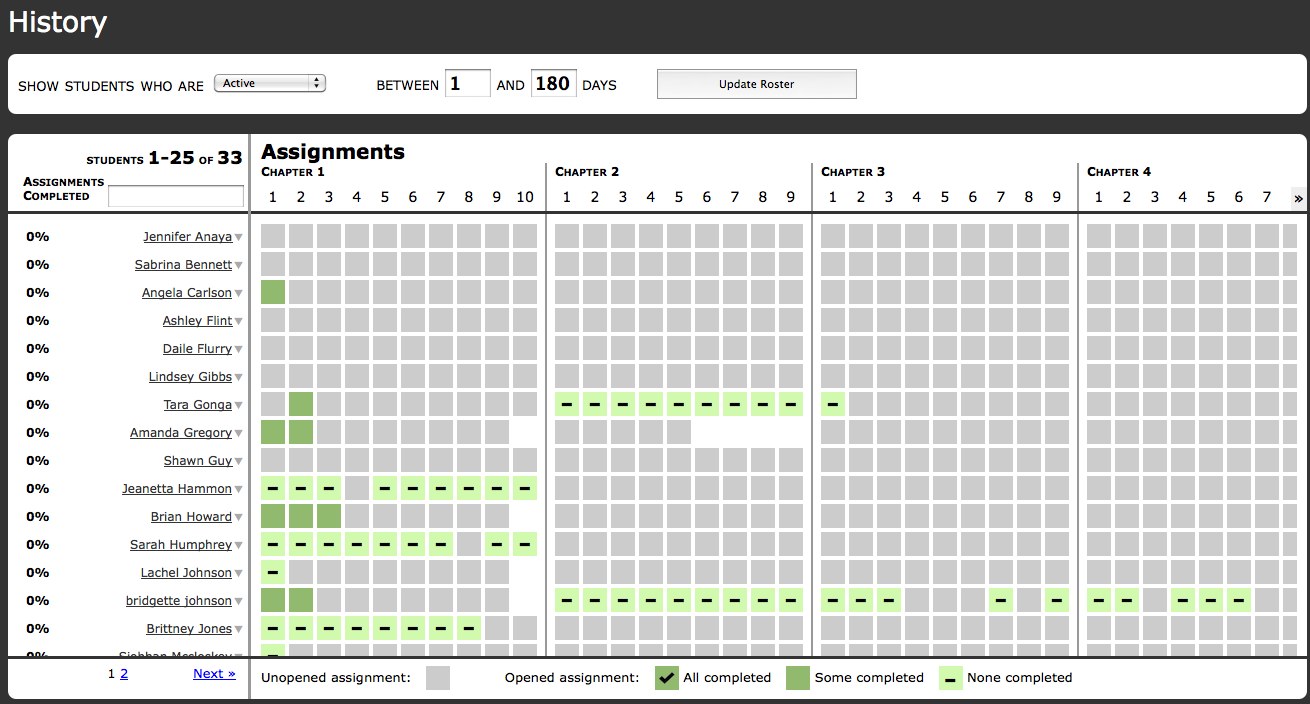 History
SHOW STUDENTS WHO ARE Active BETWEEN 1 AND 180 DAYS Update Roster
STUDENTS 1-25 OF 33
ASSIGNMENTS COMPLETED
Assignments
CHAPTER 1 CHAPTER 2 CHAPTER 3 CHAPTER 4
1 2 3 4 5 6 7 8 9 10 1 2 3 4 5 6 7 8 9 1 2 3 4 5 6 7 8 9 1 2 3 4 5 6 7 »
0% Jennifer Anaya
0% Sabrina Bennett
0% Angela Carlson
0% Ashley Flint
0% Daile Flurry
0% Lindsey Gibbs
0% Tara Gonga
0% Amanda Gregory
0% Shawn Guy
0% Jeanetta Hammon
0% Brian Howard
0% Sarah Humphrey
0% Lachel Johnson
0% bridgette johnson
0% Brittney Jones
1 2 Next »
Unopened assignment: Opened assignment: All completed Some completed None completed